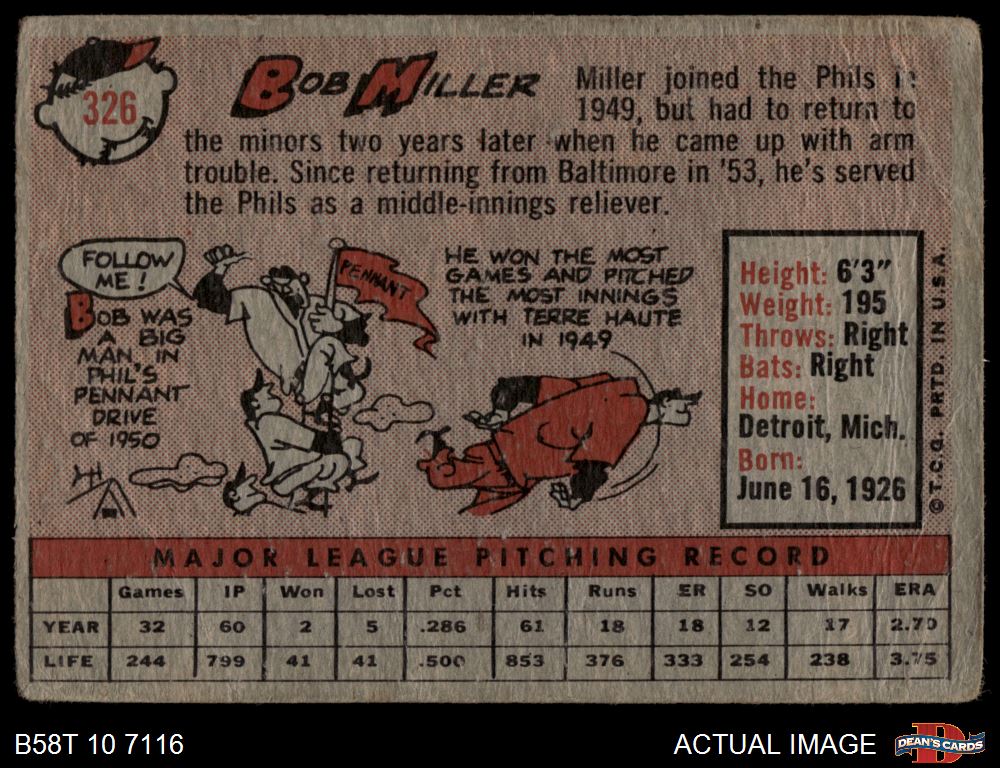 326
BOB MILLER
Miller joined the Phils
1949, but had to return to
the minors two years later when he came up with arm
trouble. Since returning from Baltimore in '53, he's served
the Phils as a middle-innings reliever.
FOLLOW
ME!
BOB WAS
A BIG
MAN IN
PHIL'S
PENNANT
DRIVE
OF 1950
PENNANT
HE WON THE MOST
GAMES AND PITCHED
THE MOST INNINGS
WITH TERRE HAUTE
IN 1949
Height: 6'3"
Weight: 195
Throws: Right
Bats: Right
Home:
Detroit, Mich.
Born:
June 16, 1926
© T.C.G. PRTD. IN U.S.A.
MAJOR LEAGUE PITCHING RECORD
Games IP Won Lost Pct Hits Runs ER SO Walks ERA
YEAR 32 60 2 5 .286 61 18 18 12 17 2.70
LIFE 244 799 41 41 .500 853 376 333 254 238 3.75
B58T 10 7116
ACTUAL IMAGE
D
DEAN'S CARDS